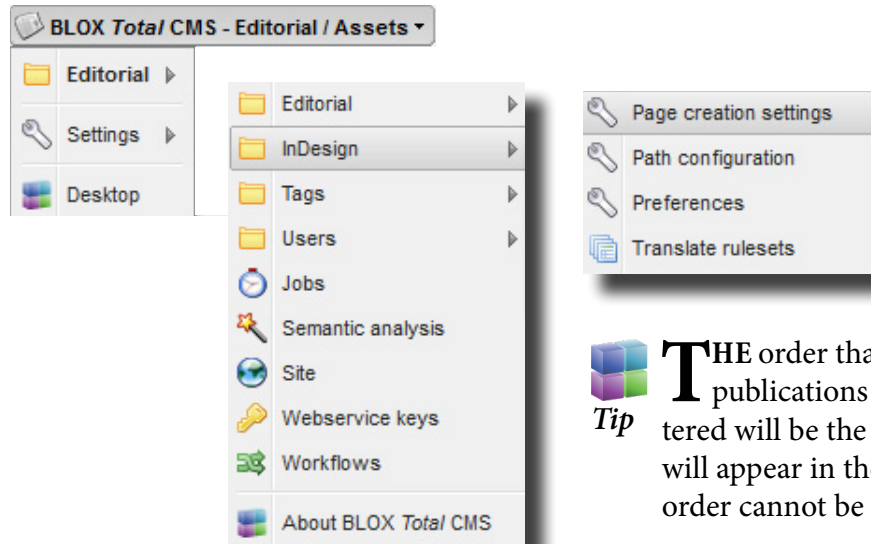 BLOX Total CMS - Editorial / Assets
Editorial
Settings
Desktop
Editorial
InDesign
Tags
Users
Jobs
Semantic analysis
Site
Webservice keys
Workflows
About BLOX Total CMS
Page creation settings
Path configuration
Preferences
Translate rulesets
Tip
THE order
publications
tered will be the
will appear in
order cannot be